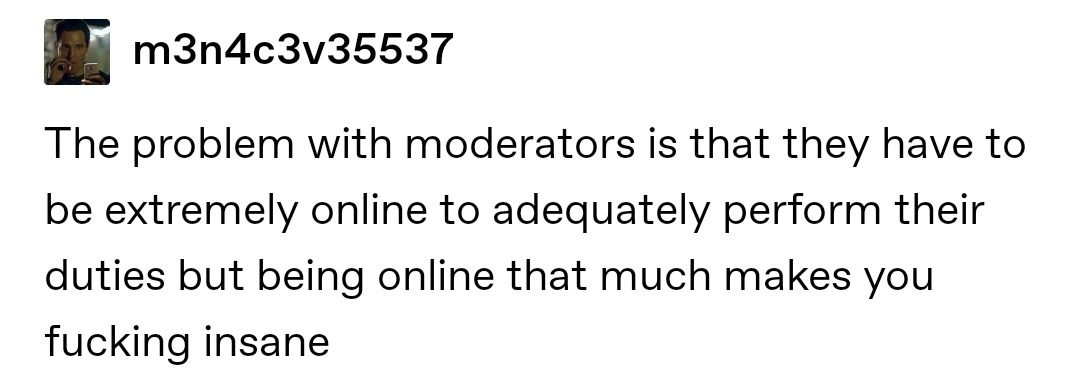 m3n4c3v35537
The problem with moderators is that they have to
be extremely online to adequately perform their
duties but being online that much makes you
fucking insane